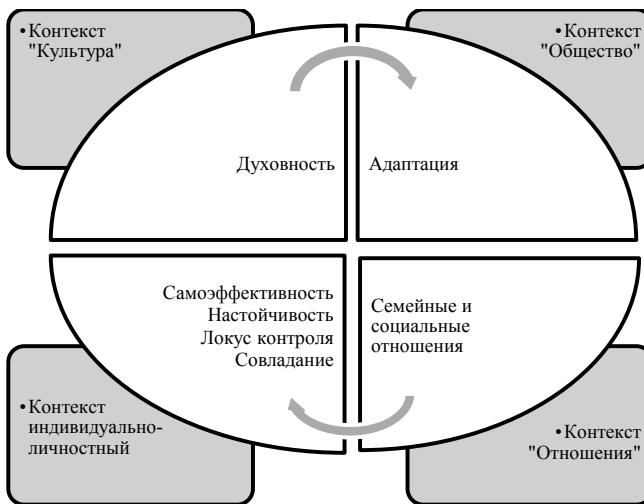 •Контекст
"Культура"
•Контекст
"Общество"
Духовность
Адаптация
Самоэффективность
Настойчивость
Локус контроля
Совладание
Семейные и
социальные
отношения
•Контекст
индивидуально-
личностный
•Контекст
"Отношения"